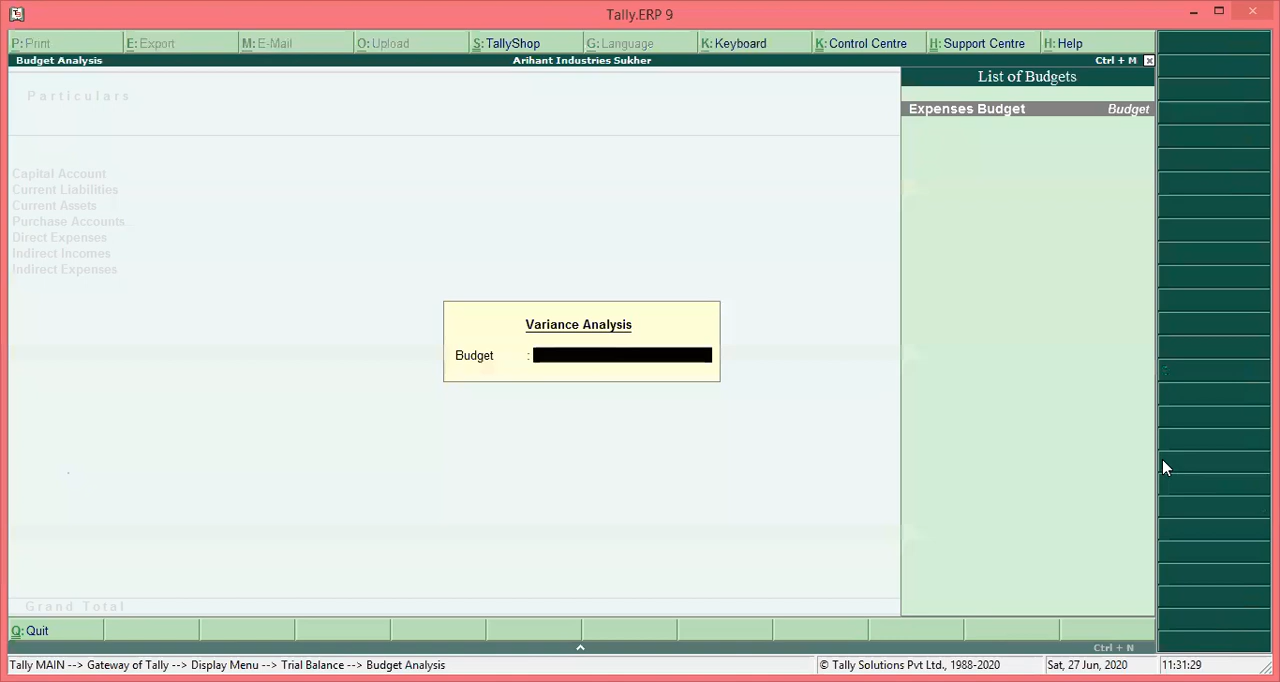 Tally.ERP 9
P: Print E: Export M: E-Mail O: Upload S: TallyShop G: Language K: Keyboard K: Control Centre H: Support Centre H: Help
Budget Analysis Arihant Industries Sukher Ctrl + M
List of Budgets
Particulars
Expenses Budget Budget
Capital Account
Current Liabilities
Current Assets
Purchase Accounts
Direct Expenses
Indirect Incomes
Indirect Expenses
Variance Analysis
Budget :
Grand Total
Q: Quit
Ctrl + N
Tally MAIN --> Gateway of Tally --> Display Menu --> Trial Balance --> Budget Analysis © Tally Solutions Pvt Ltd., 1988-2020 Sat, 27 Jun, 2020 11:31:29